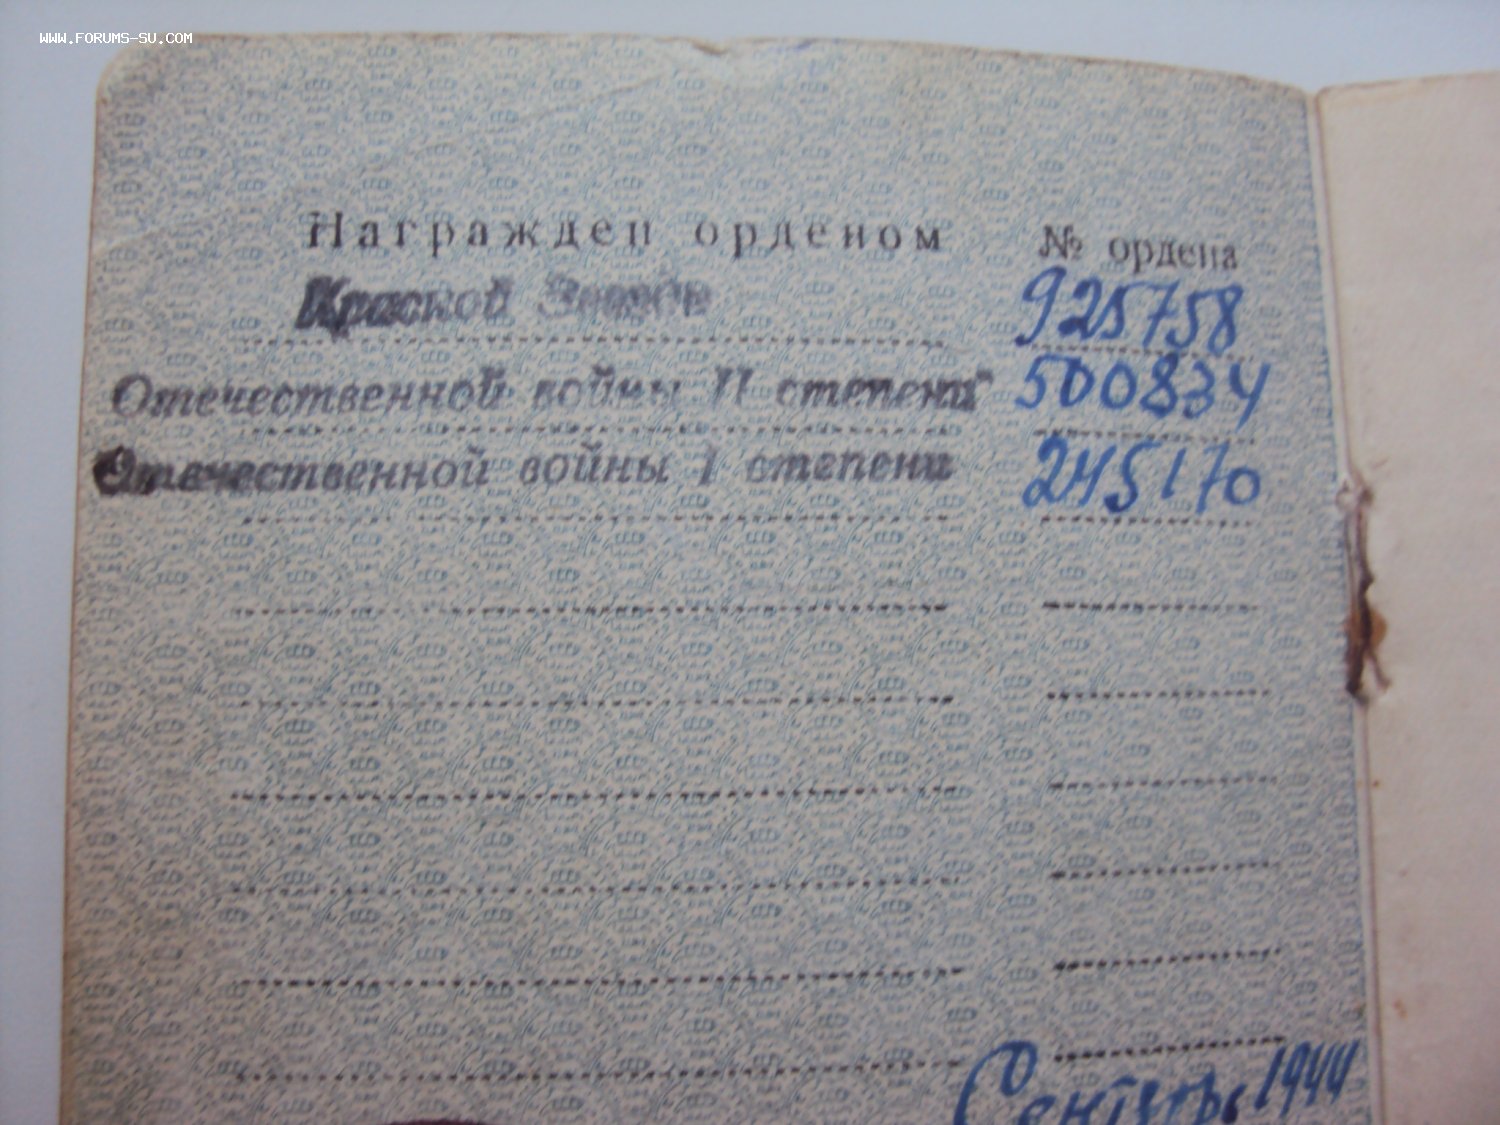 WWW.FORUMS-SU.COM
Награжден орденом № ордена
Красной Звезды 925758
Отечественной войны II степени 500834
Отечественной войны I степени 245170
Сентябрь 1944